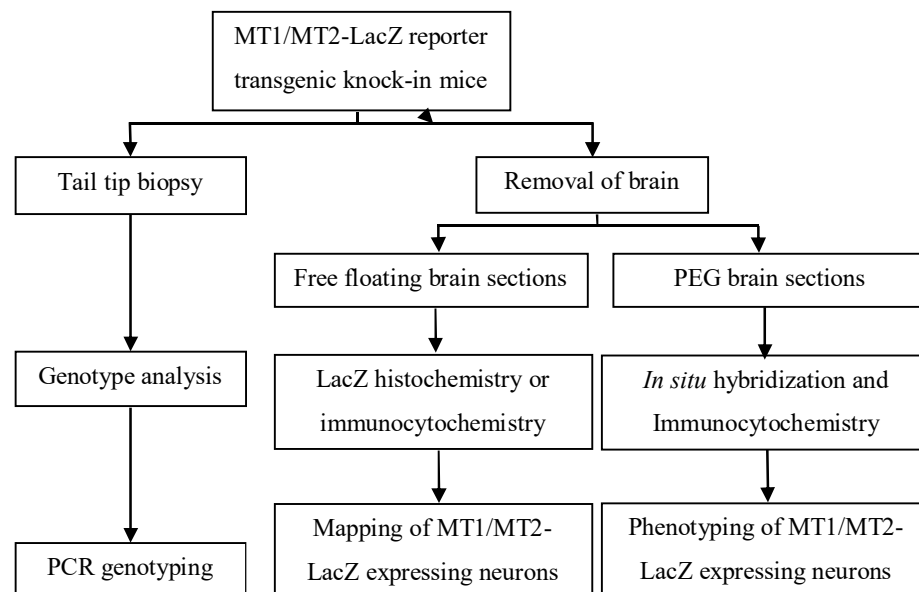 MT1/MT2-LacZ reporter
transgenic knock-in mice
Tail tip biopsy
Removal of brain
Free floating brain sections
PEG brain sections
Genotype analysis
LacZ histochemistry or
immunocytochemistry
In situ hybridization and
Immunocytochemistry
PCR genotyping
Mapping of MT1/MT2-
LacZ expressing neurons
Phenotyping of MT1/MT2-
LacZ expressing neurons